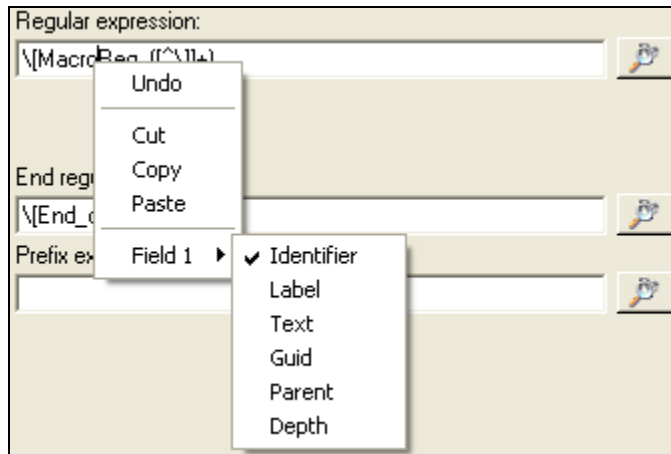 Regular expression:
\[MacroReq ([^\]]+)
Undo
Cut
Copy
Paste
End regu
\[End_
Prefix ex
Field 1
Identifier
Label
Text
Guid
Parent
Depth